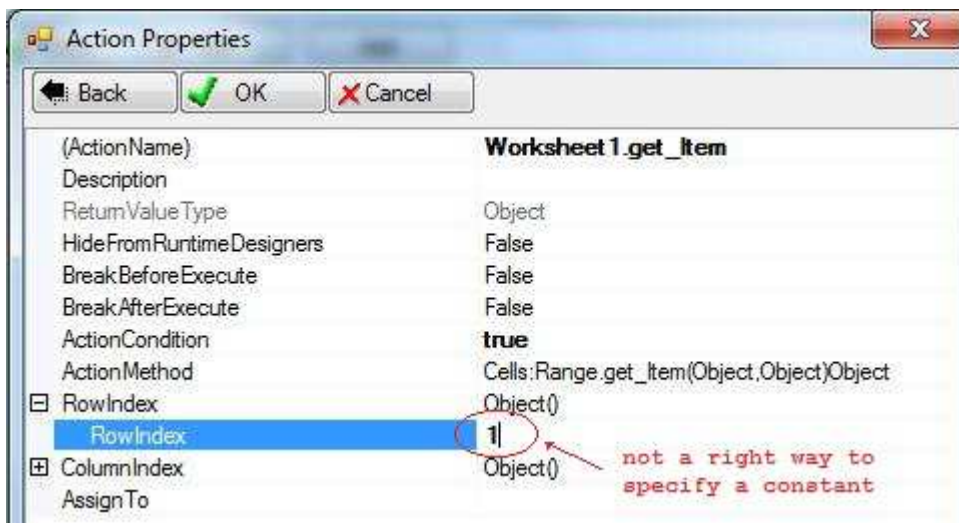 Action Properties
Back OK Cancel
(ActionName) Worksheet1.get_Item
Description
ReturnValueType Object
HideFromRuntimeDesigners False
BreakBeforeExecute False
BreakAfterExecute False
ActionCondition true
ActionMethod Cells:Range.get_Item(Object,Object)Object
RowIndex Object()
RowIndex 1
ColumnIndex Object()
AssignTo
not a right way to
specify a constant